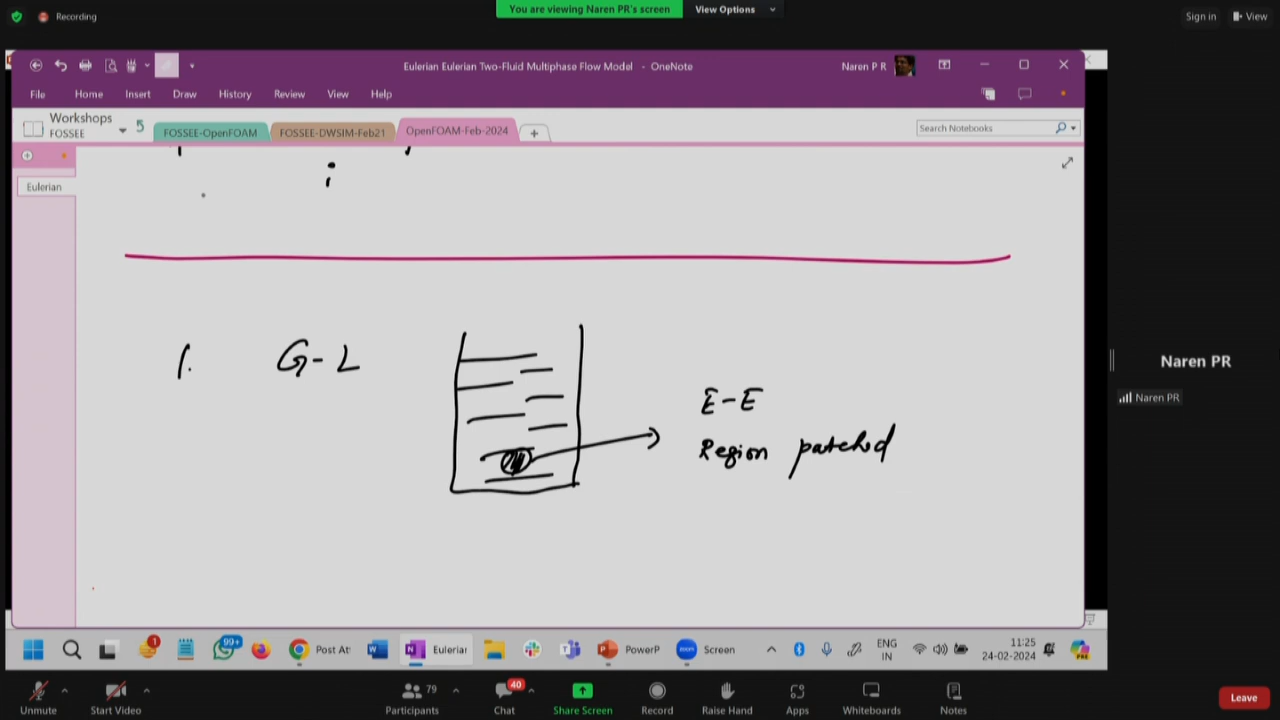 You are viewing Naren PR's screen View Options
Recording
Sign in View
Eulerian Eulerian Two-Fluid Multiphase Flow Model - OneNote
Naren P R
File Home Insert Draw History Review View Help
Workshops
FOSSEE
FOSSEE-OpenFOAM FOSSEE-DWSIM-Feb21 OpenFOAM-Feb-2024
Search Notebooks
Eulerian
1. G-L
E-E
Region patched
Naren PR
Naren PR
1 99+ Post At Eulerian PowerP Screen
ENG
IN
11:25
24-02-2024
PRE
79 40
Unmute Start Video Participants Chat Share Screen Record Raise Hand Apps Whiteboards Notes Leave